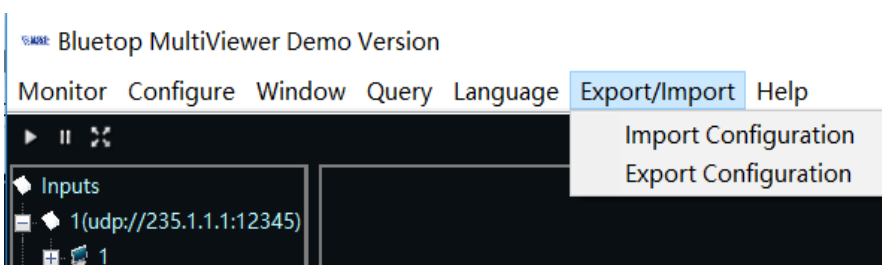 Bluetop MultiViewer Demo Version
Monitor Configure Window Query Language Export/Import Help
Import Configuration
Export Configuration
Inputs
1(udp://235.1.1.1:12345)
1